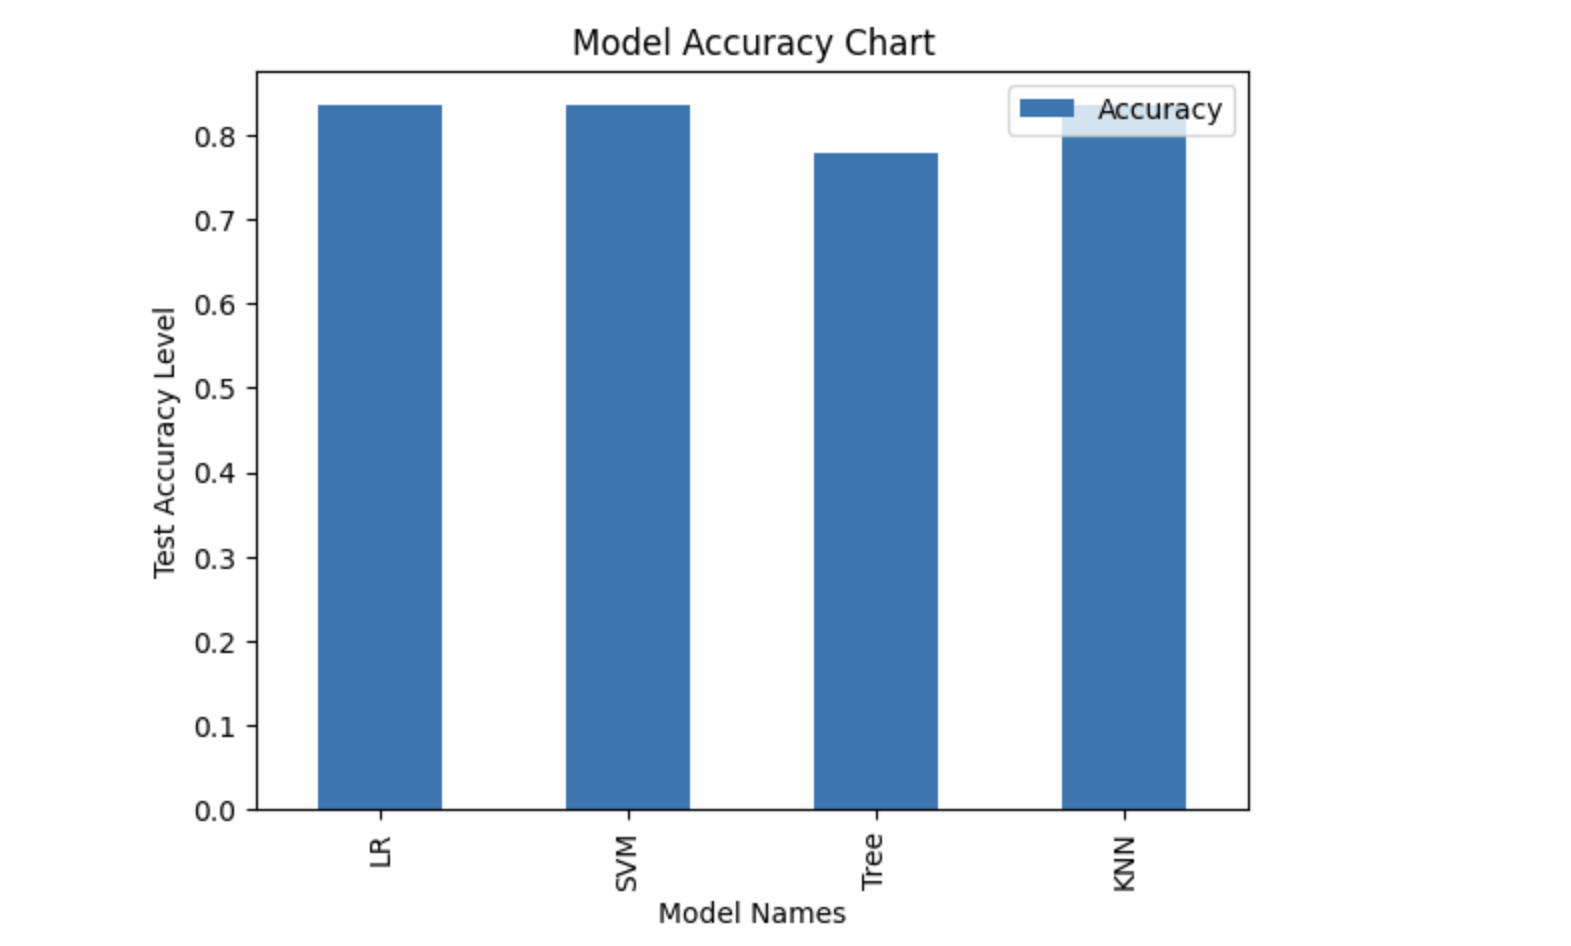 Model Accuracy Chart
Accuracy
0.8
0.7
0.6
0.5
0.4
0.3
0.2
0.1
0.0
Test Accuracy Level
LR
SVM
Tree
KNN
Model Names